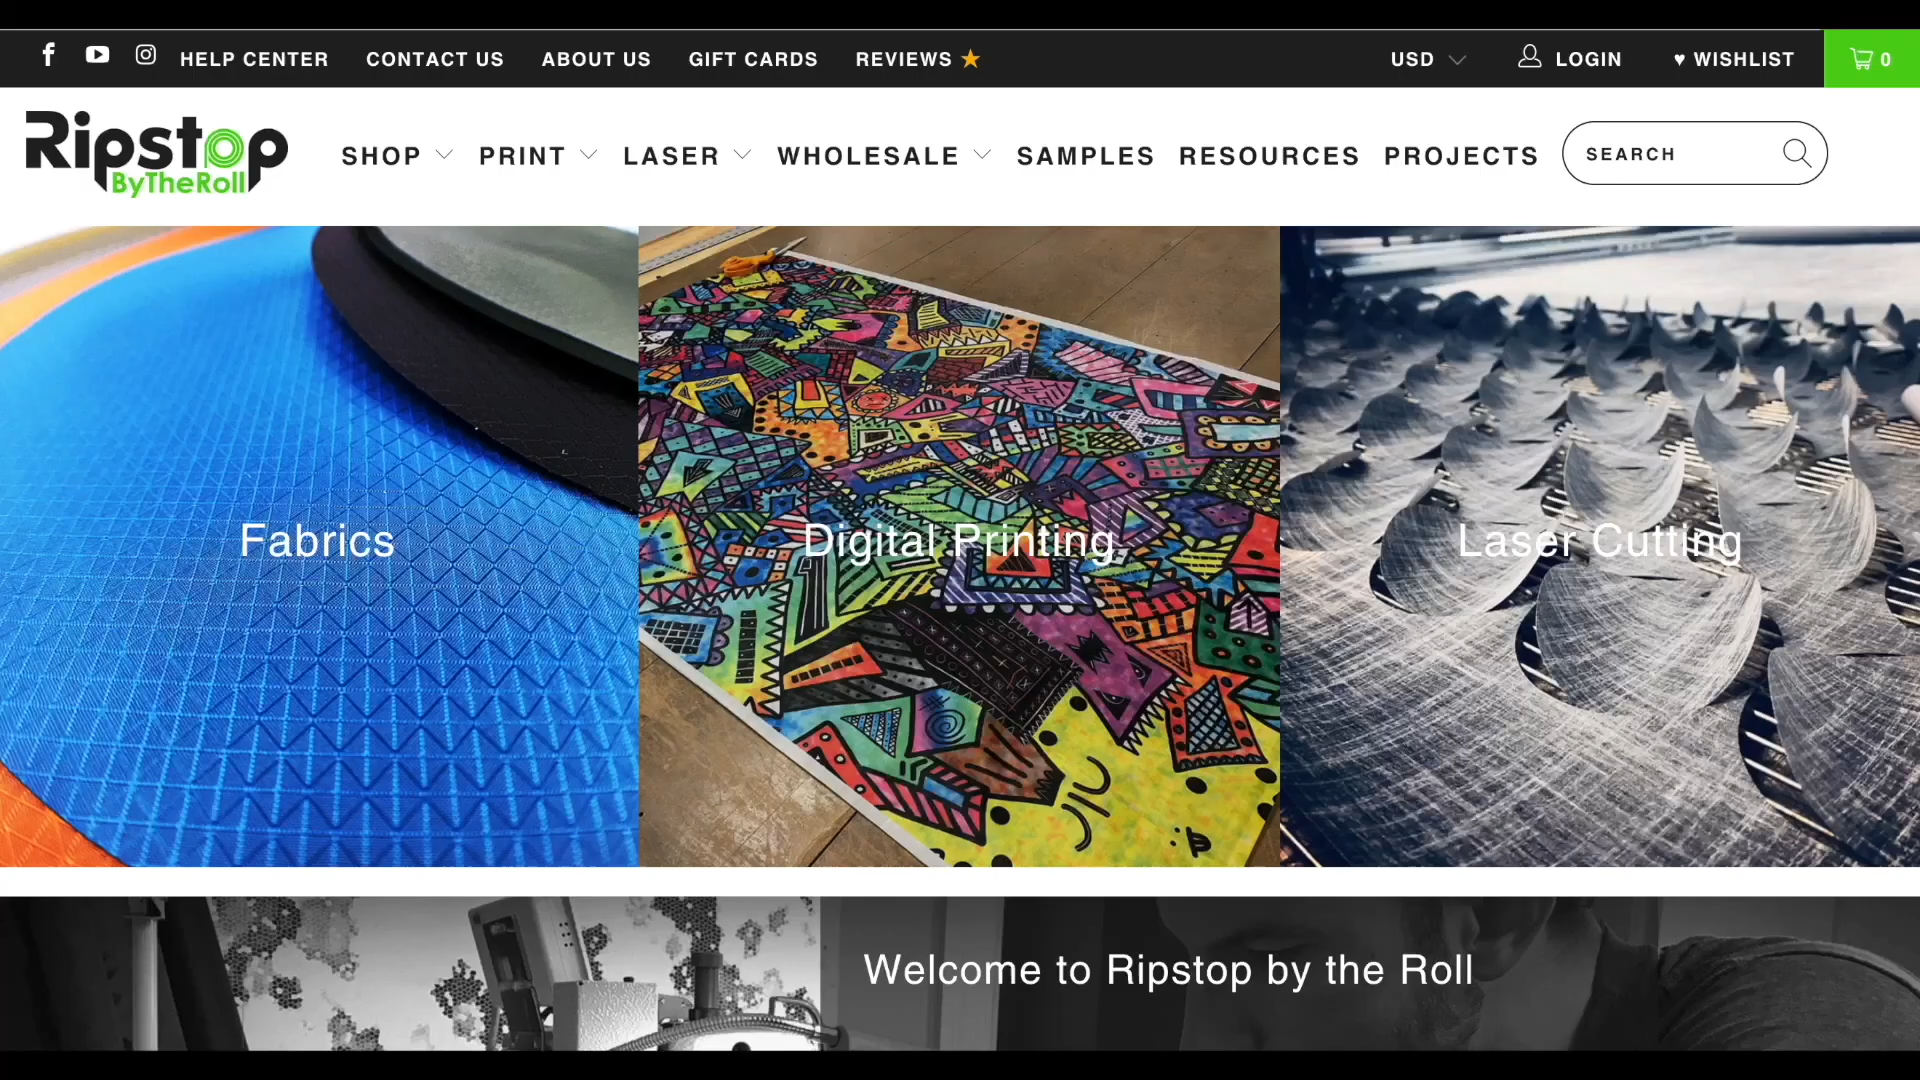 HELP CENTER CONTACT US ABOUT US GIFT CARDS REVIEWS USD LOGIN ♥ WISHLIST 0
Ripstop
ByTheRoll
SHOP PRINT LASER WHOLESALE SAMPLES RESOURCES PROJECTS SEARCH
Fabrics
Digital Printing
Laser Cutting
Welcome to Ripstop by the Roll